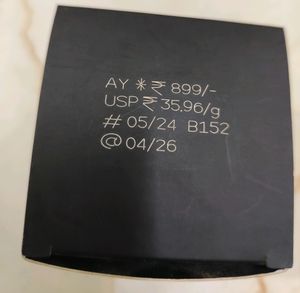 AY *₹ 899/-
USP ₹ 35.96/g
# 05/24 B152
@ 04/26